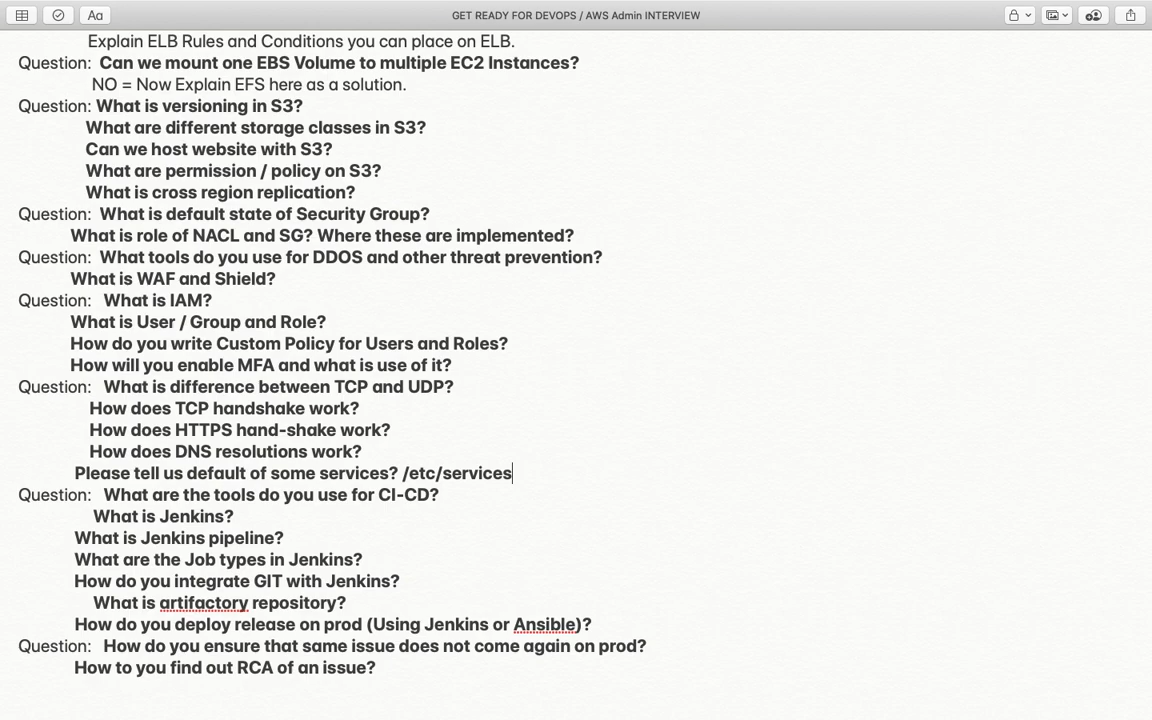 Aa
GET READY FOR DEVOPS / AWS Admin INTERVIEW
Explain ELB Rules and Conditions you can place on ELB.
Question: Can we mount one EBS Volume to multiple EC2 Instances?
NO = Now Explain EFS here as a solution.
Question: What is versioning in S3?
What are different storage classes in S3?
Can we host website with S3?
What are permission / policy on S3?
What is cross region replication?
Question: What is default state of Security Group?
What is role of NACL and SG? Where these are implemented?
Question: What tools do you use for DDOS and other threat prevention?
What is WAF and Shield?
Question: What is IAM?
What is User / Group and Role?
How do you write Custom Policy for Users and Roles?
How will you enable MFA and what is use of it?
Question: What is difference between TCP and UDP?
How does TCP handshake work?
How does HTTPS hand-shake work?
How does DNS resolutions work?
Please tell us default of some services? /etc/services
Question: What are the tools do you use for CI-CD?
What is Jenkins?
What is Jenkins pipeline?
What are the Job types in Jenkins?
How do you integrate GIT with Jenkins?
What is artifactory repository?
How do you deploy release on prod (Using Jenkins or Ansible)?
Question: How do you ensure that same issue does not come again on prod?
How to you find out RCA of an issue?